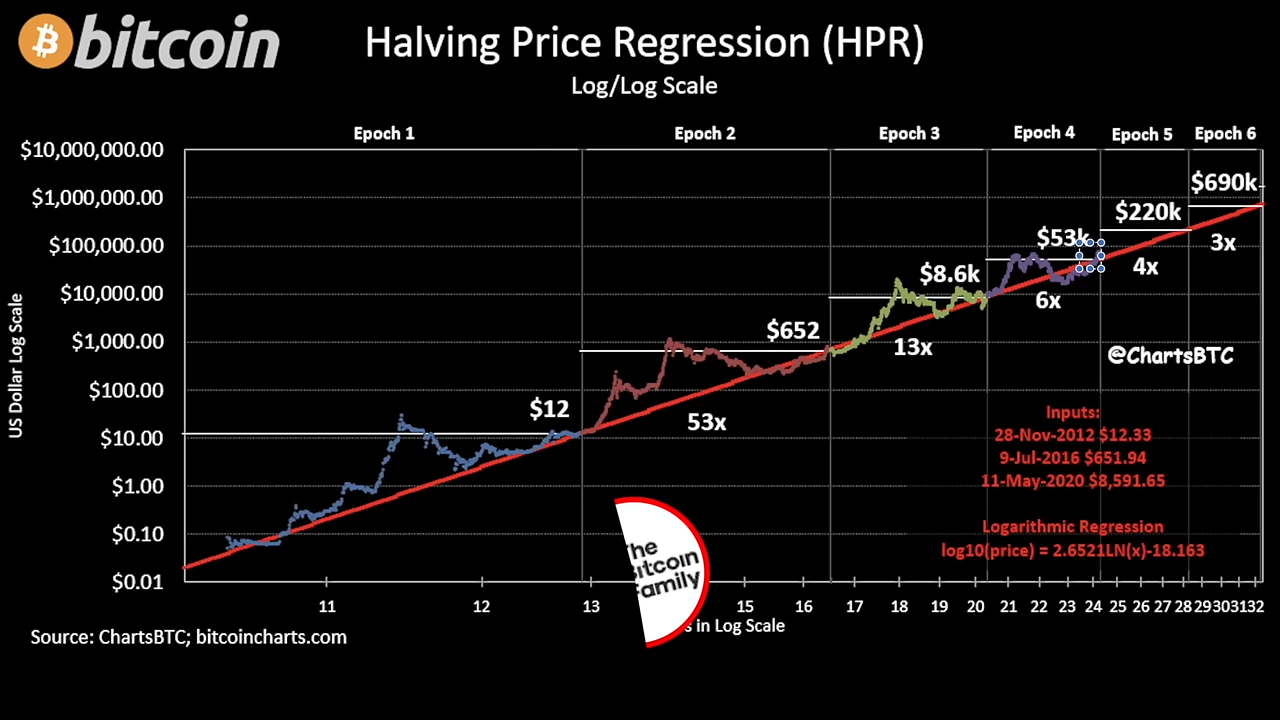 bitcoin
Halving Price Regression (HPR)
Log/Log Scale
Epoch 1
Epoch 2
Epoch 3
Epoch 4
Epoch 5
Epoch 6
$10,000,000.00
$1,000,000.00
$100,000.00
$10,000.00
$1,000.00
$100.00
$10.00
$1.00
$0.10
$0.01
US Dollar Log Scale
$12
$652
$8.6k
$53k
$220k
$690k
53x
13x
6x
4x
3x
@ChartsBTC
Inputs:
28-Nov-2012 $12.33
9-Jul-2016 $651.94
11-May-2020 $8,591.65
Logarithmic Regression
log10(price) = 2.6521LN(x)-18.163
11 12 13 15 16 17 18 19 20 21 22 23 24 25 26 27 28 29 30 31 32
in Log Scale
Source: ChartsBTC; bitcoincharts.com